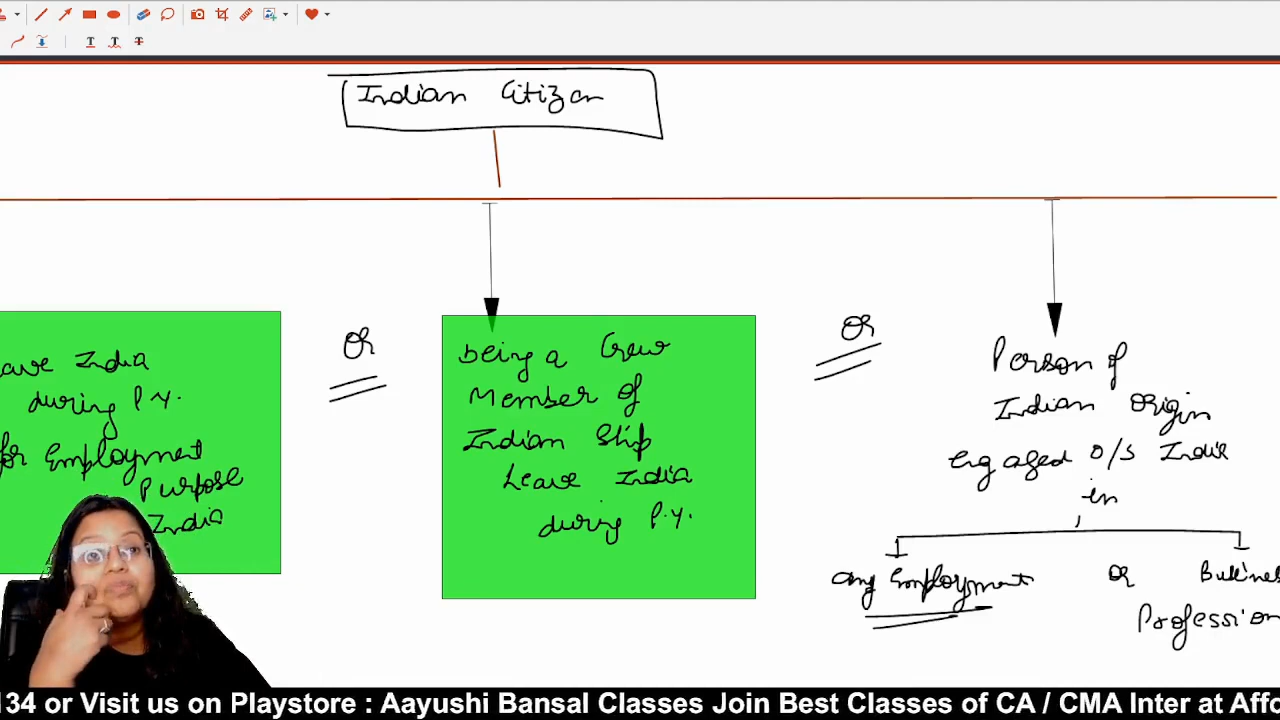 Indian Citizen
Leave India
during P.Y.
for Employment
Purpose
India
Or
being a Crew
Member of
Indian Ship
Leave India
during P.Y.
Or
Person of
Indian Origin
engaged O/S India
in
any Employment
Or
Profession
134 or Visit us on Playstore : Aayushi Bansal Classes Join Best Classes of CA / CMA Inter at Affo